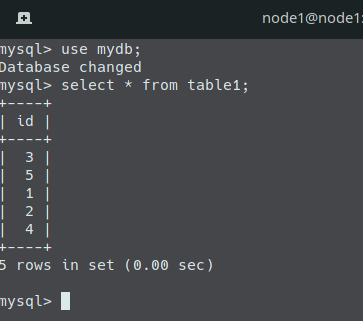 node1@node1:
mysql> use mydb;
Database changed
mysql> select * from table1;
+----+
| id |
+----+
|  3 |
|  5 |
|  1 |
|  2 |
|  4 |
+----+
5 rows in set (0.00 sec)
mysql>